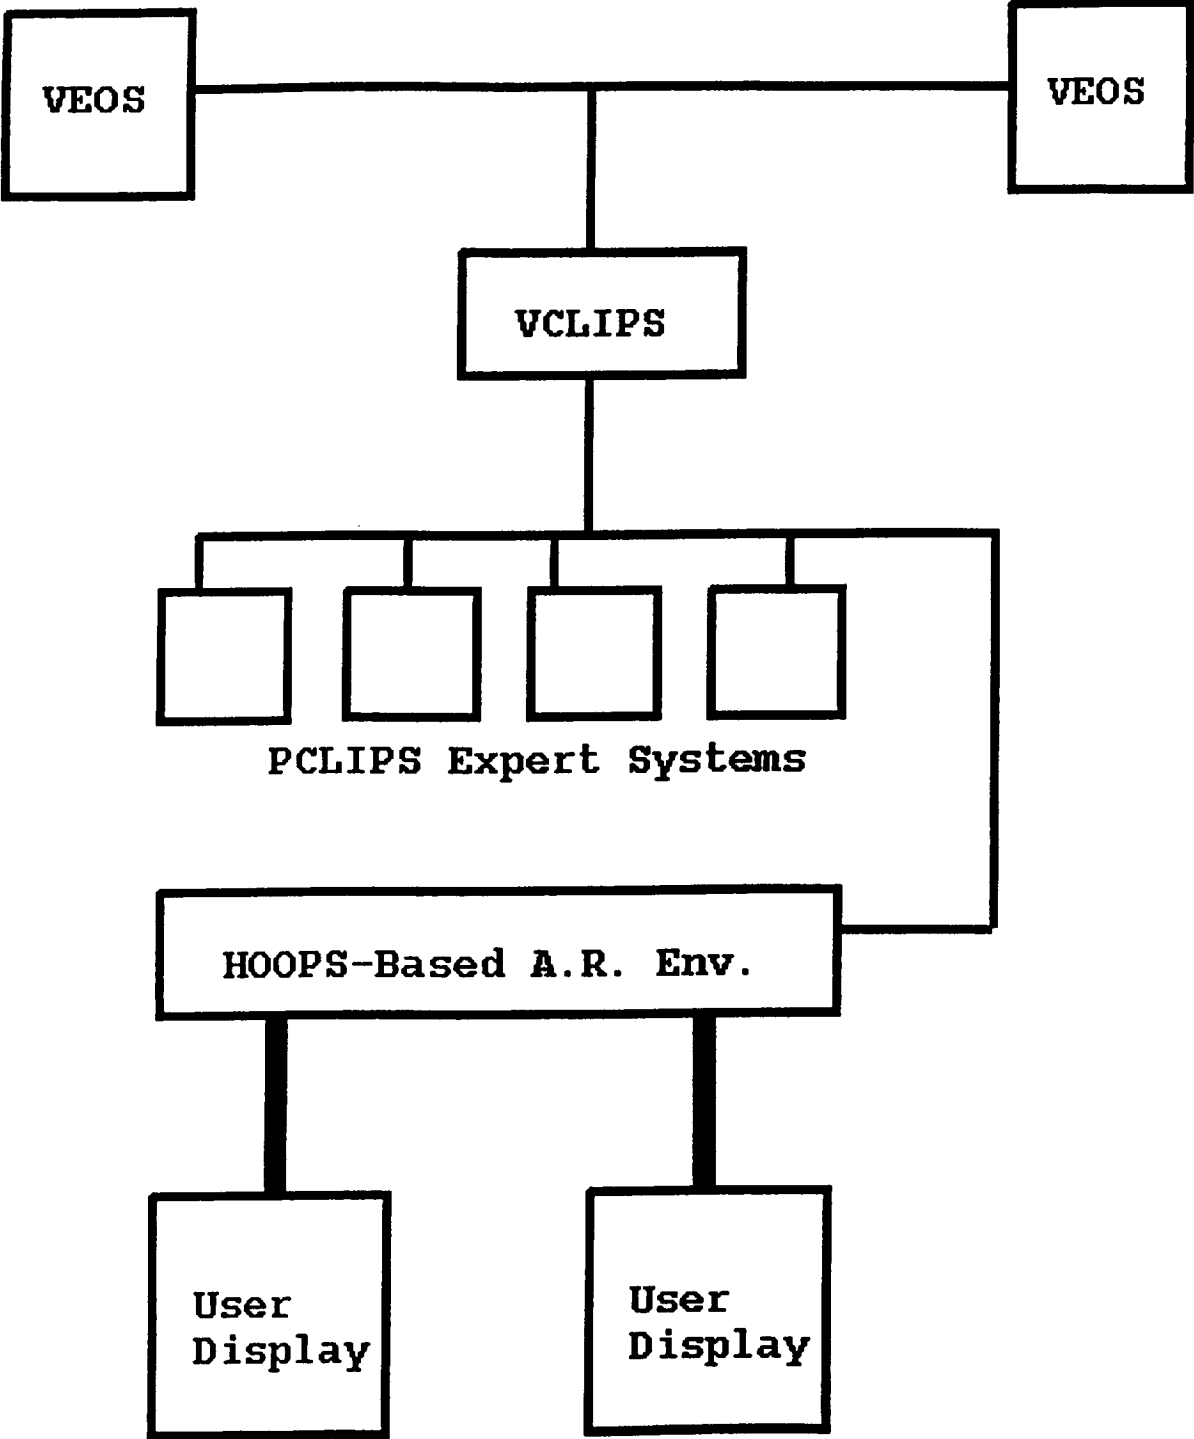 VEOS
VEOS
VCLIPS
PCLIPS Expert Systems
HOOPS-Based A.R. Env.
User
Display
User
Display